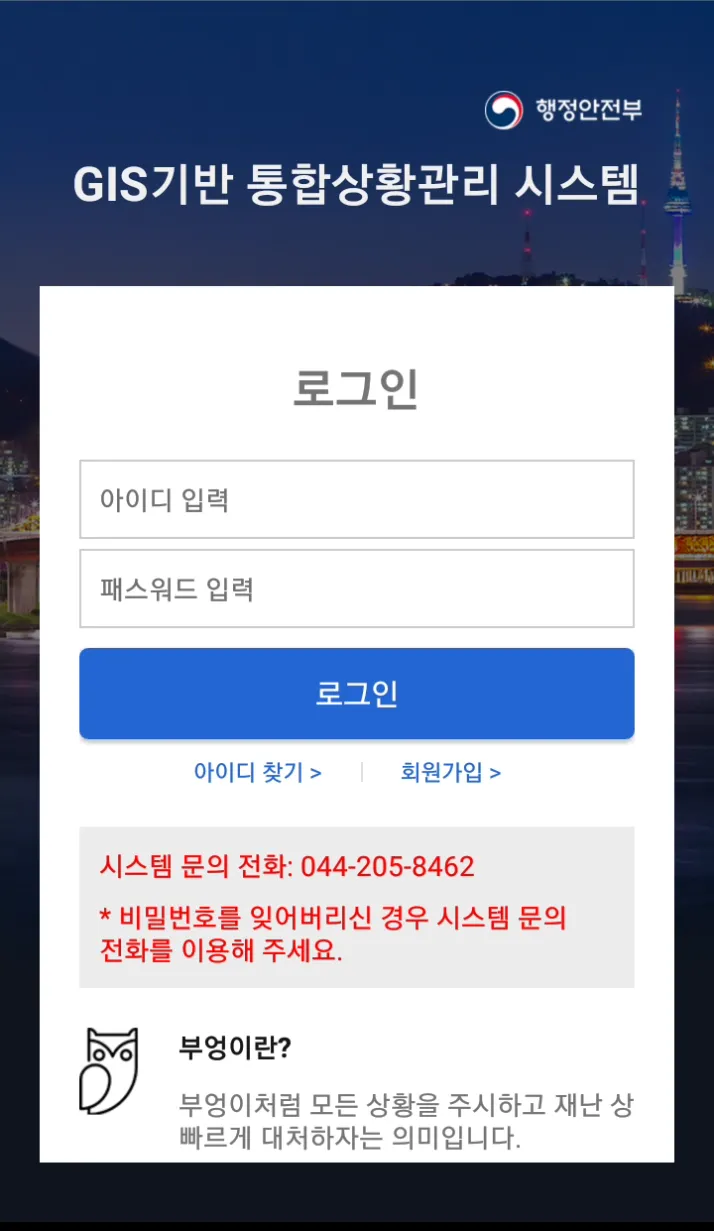 행정안전부
GIS기반 통합상황관리 시스템
로그인
아이디 입력
패스워드 입력
로그인
아이디 찾기 >
회원가입 >
시스템 문의 전화: 044-205-8462
* 비밀번호를 잊어버리신 경우 시스템 문의
전화를 이용해 주세요.
부엉이란?
부엉이처럼 모든 상황을 주시하고 재난 상
빠르게 대처하자는 의미입니다.